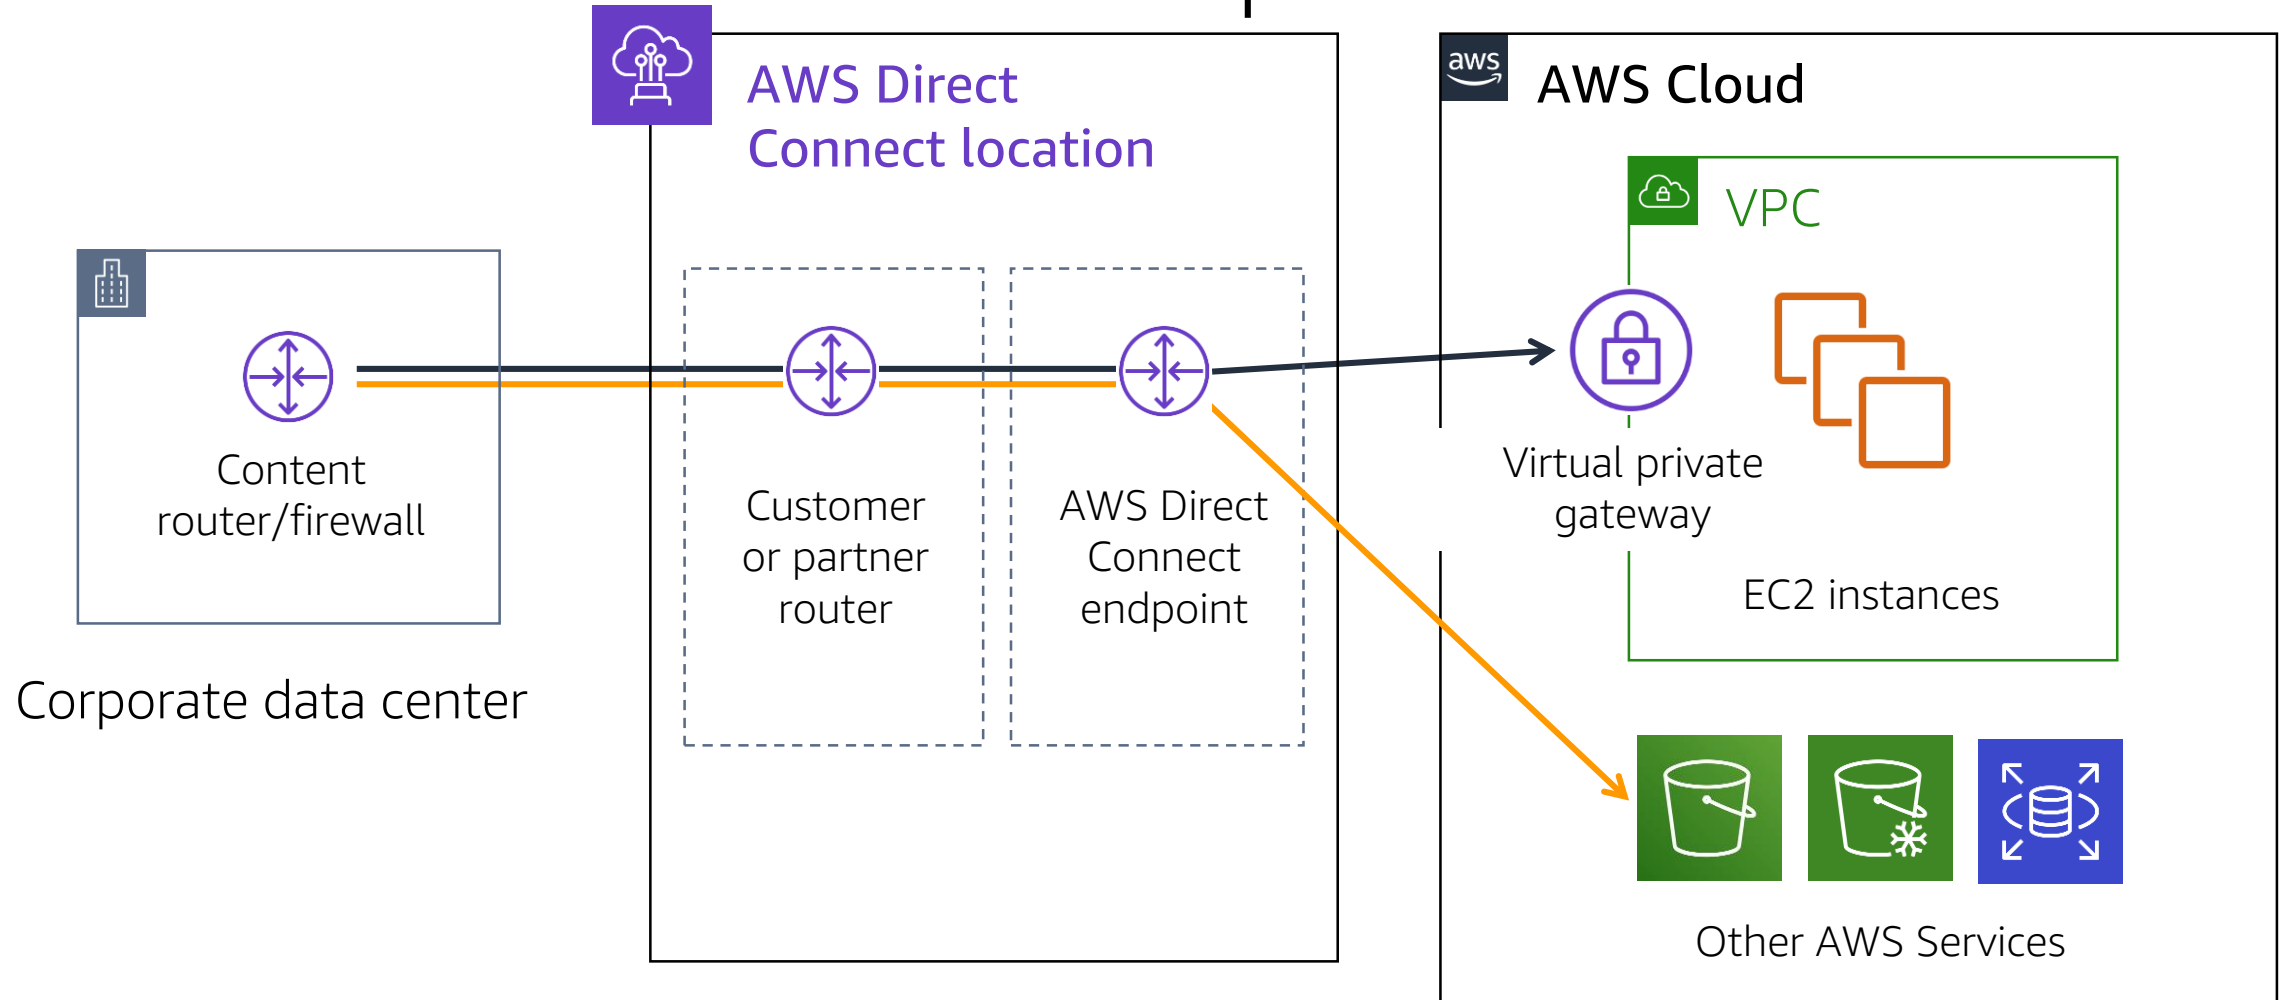 AWS Direct
Connect location
aws
AWS Cloud
VPC
Content
router/firewall
Customer
or partner
router
AWS Direct
Connect
endpoint
Virtual private
gateway
EC2 instances
Corporate data center
Other AWS Services